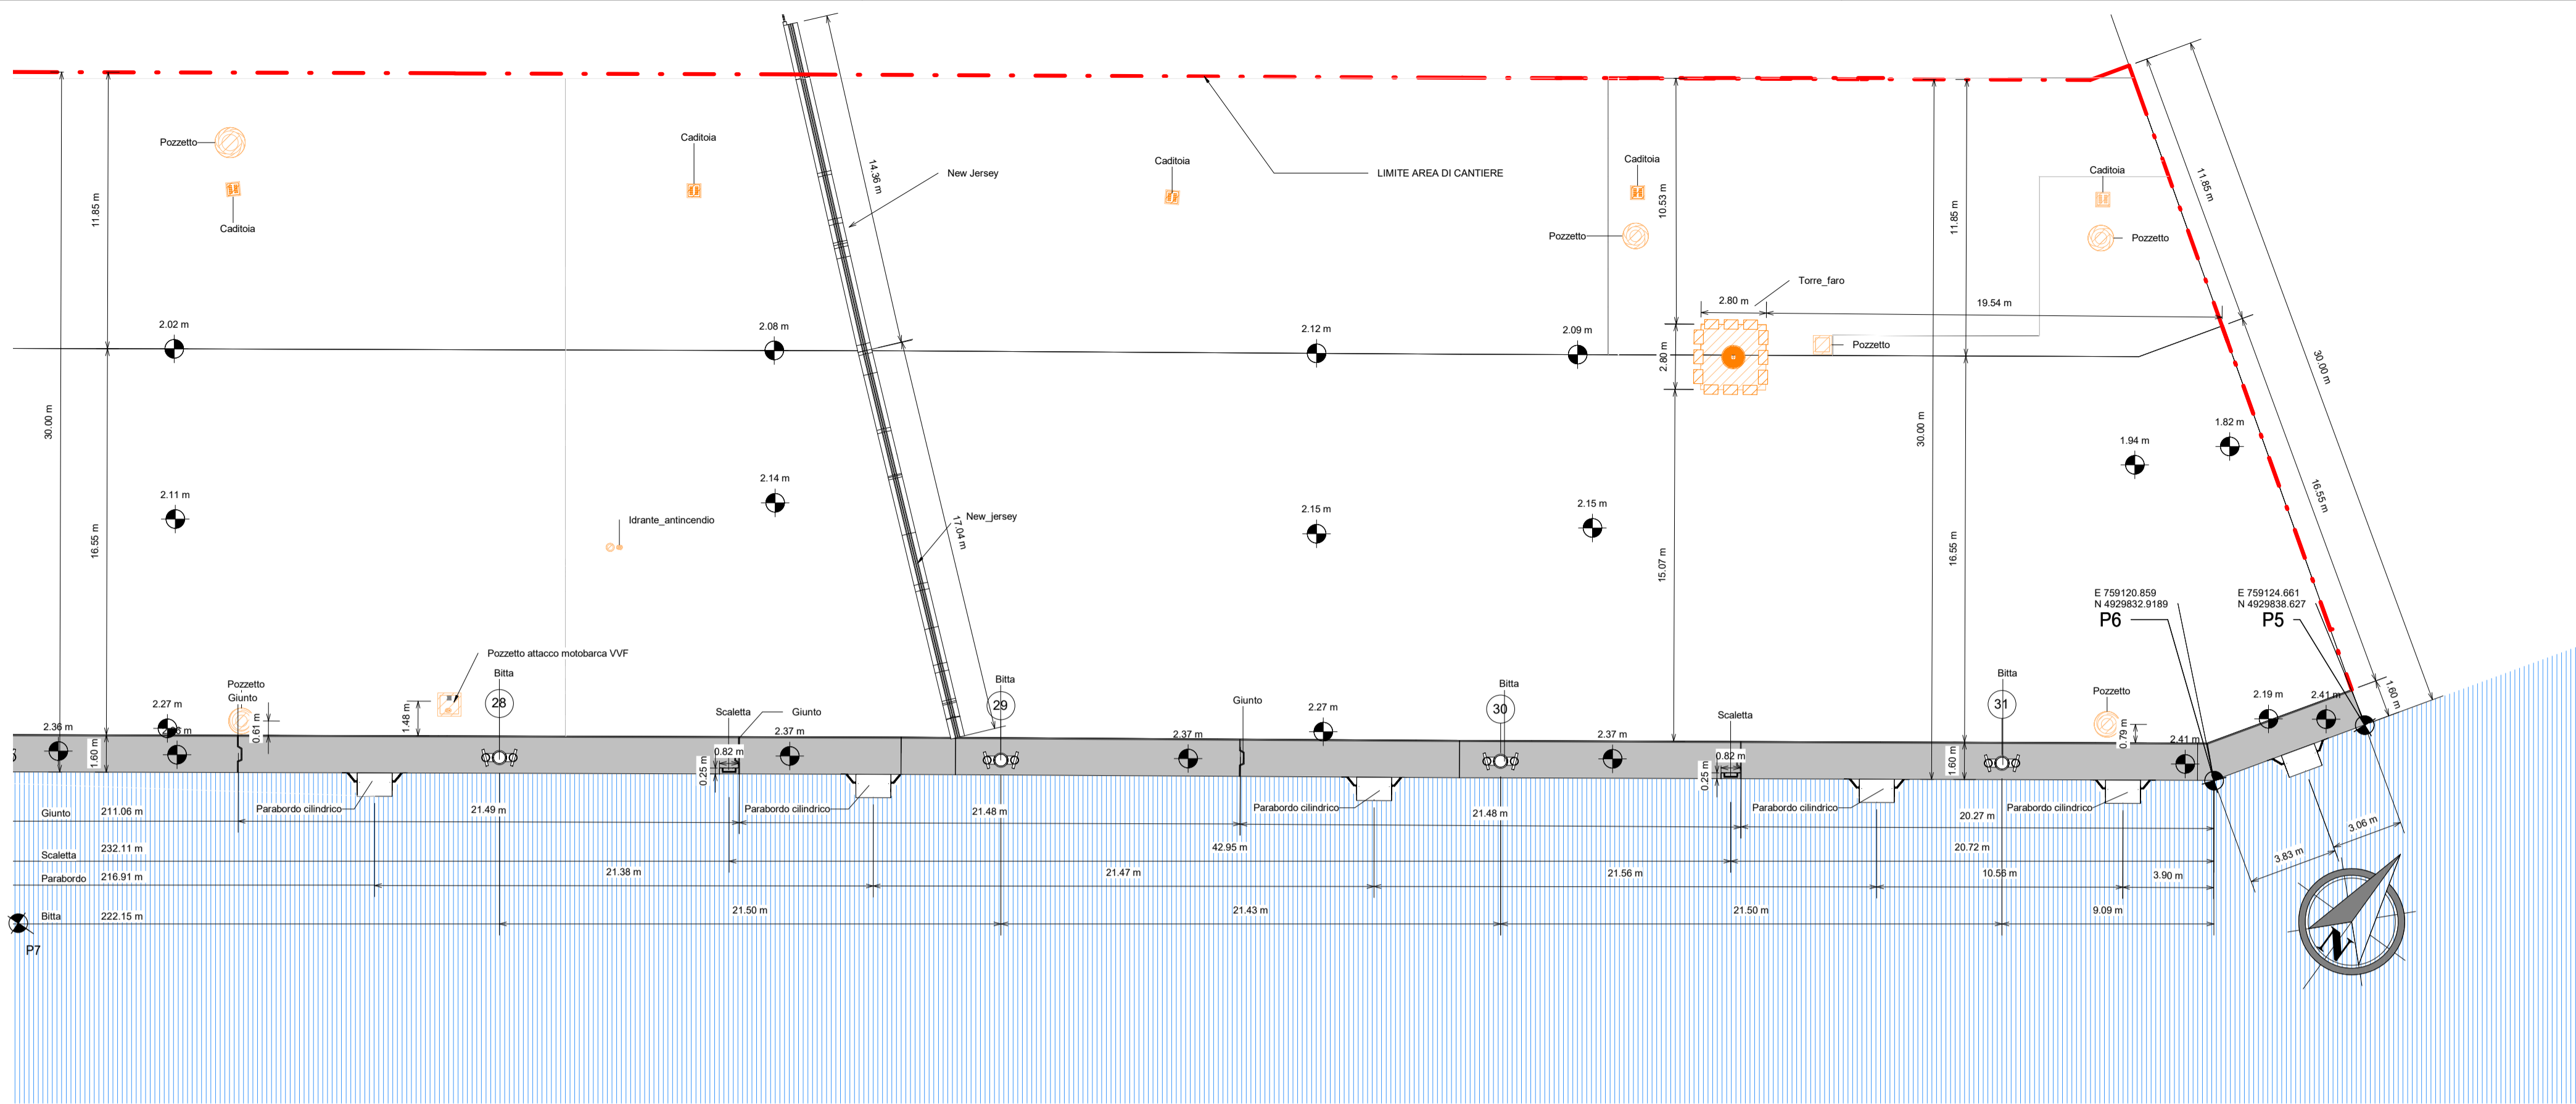 14.36 m
New Jersey
LIMITE AREA DI CANTIERE
Pozzetto
Caditoia
Caditoia
Caditoia
Caditoia
Pozzetto
Caditoia
Pozzetto
11.85 m
10.53 m
11.85 m
11.85 m
30.00 m
Torre_faro
2.80 m
19.54 m
2.02 m
2.08 m
2.12 m
2.09 m
2.80 m
Pozzetto
30.00 m
30.00 m
1.94 m
1.82 m
2.11 m
2.14 m
2.15 m
2.15 m
16.55 m
Idrante_antincendio
New_jersey
17.04 m
15.07 m
16.55 m
16.55 m
E 759120.859
N 4929832.9189
P6
E 759124.661
N 4929838.627
P5
Pozzetto attacco motobarca VVF
Pozzetto
Giunto
0.61 m
1.48 m
Bitta
28
Scaletta
Giunto
Bitta
29
Giunto
Bitta
30
Scaletta
Bitta
31
Pozzetto
0.79 m
1.60 m
2.27 m
2.36 m
2.27 m
2.19 m
2.41 m
1.60 m
0.82 m
0.25 m
2.37 m
2.37 m
2.37 m
0.82 m
0.25 m
1.60 m
2.41 m
Parabordo cilindrico
Parabordo cilindrico
Parabordo cilindrico
Parabordo cilindrico
Parabordo cilindrico
Giunto
211.06 m
21.49 m
21.48 m
21.48 m
20.27 m
3.06 m
Scaletta
232.11 m
42.95 m
20.72 m
3.83 m
Parabordo
216.91 m
21.38 m
21.47 m
21.56 m
10.56 m
3.90 m
Bitta
222.15 m
21.50 m
21.43 m
21.50 m
9.09 m
P7
N